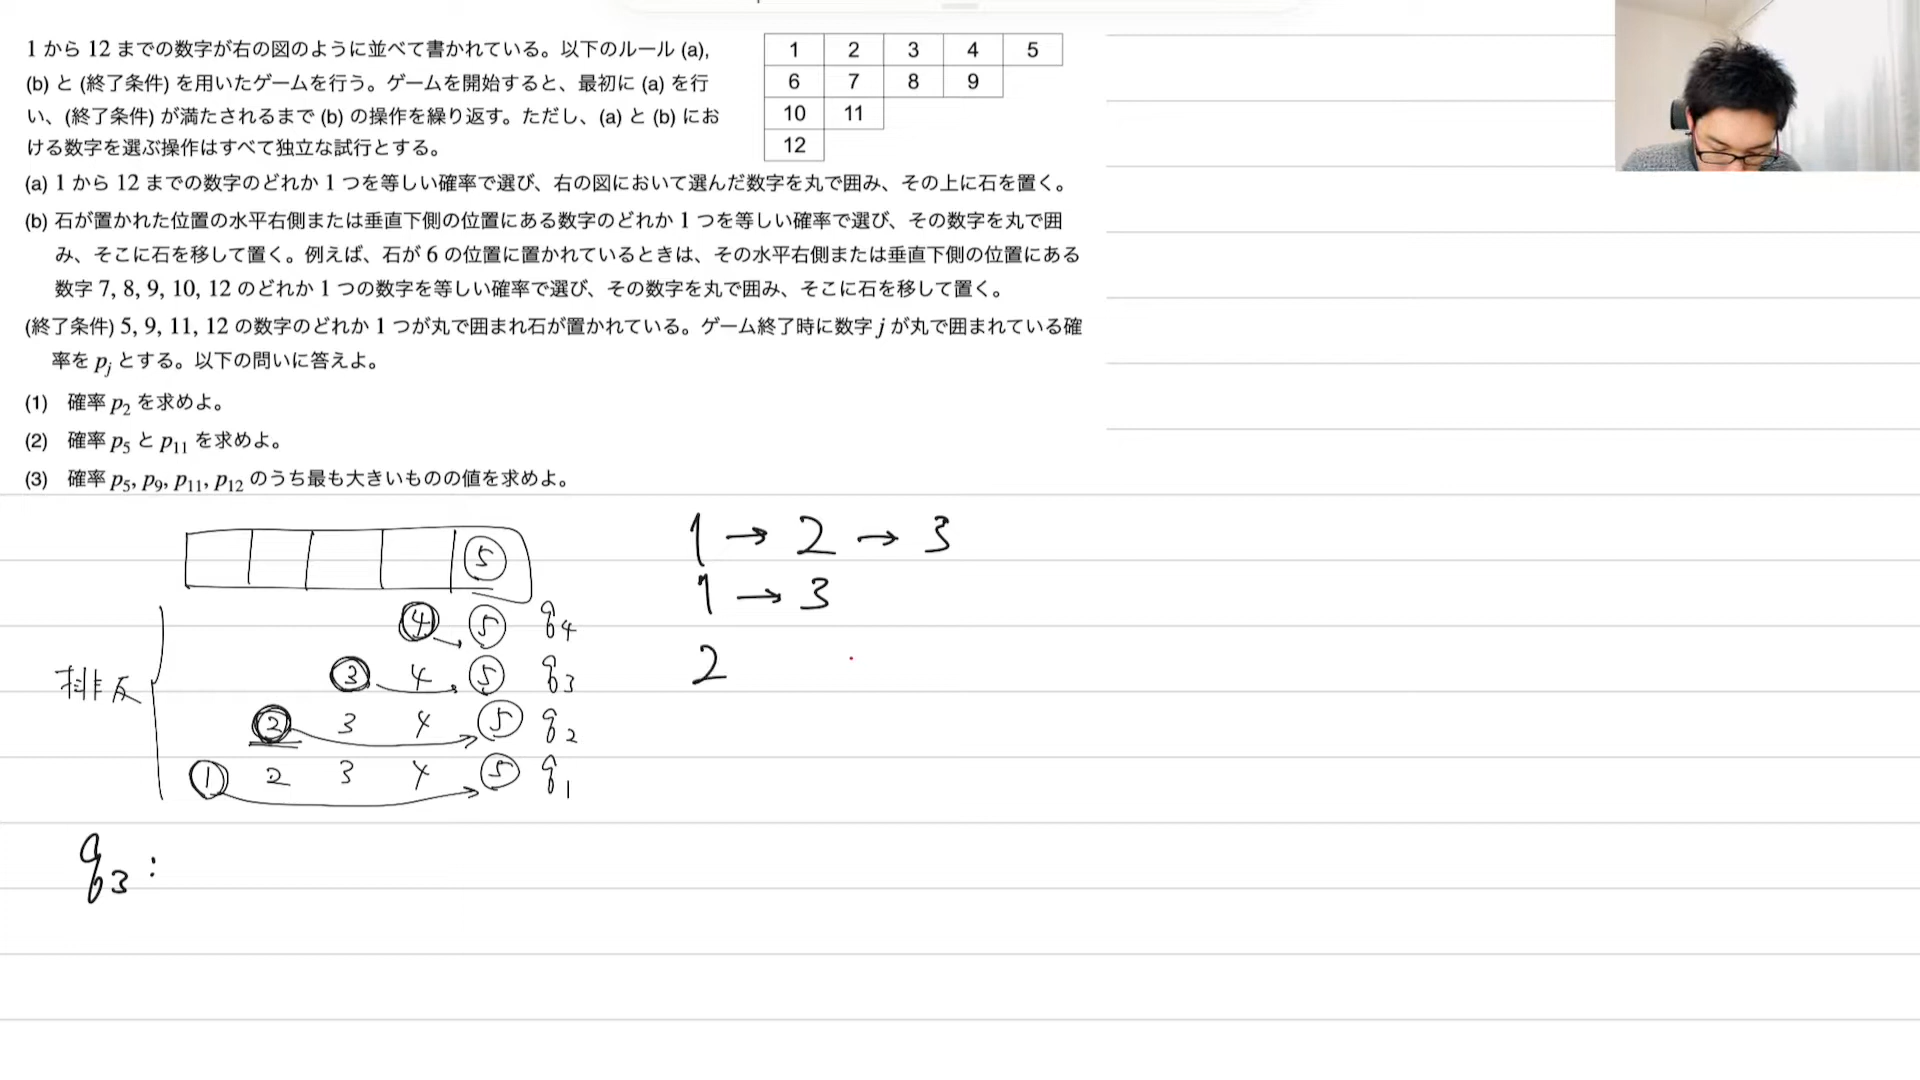 1 から 12 までの数字が右の図のように並べて書かれている。以下のルール (a),
(b) と (終了条件) を用いたゲームを行う。ゲームを開始すると、最初に (a) を行
い、(終了条件) が満たされるまで (b) の操作を繰り返す。ただし、(a) と (b) にお
ける数字を選ぶ操作はすべて独立な試行とする。
1 2 3 4 5
6 7 8 9
10 11
12
(a) 1 から 12 までの数字のどれか 1 つを等しい確率で選び、右の図において選んだ数字を丸で囲み、その上に石を置く。
(b) 石が置かれた位置の水平右側または垂直下側の位置にある数字のどれか 1 つを等しい確率で選び、その数字を丸で囲
み、そこに石を移して置く。例えば、石が 6 の位置に置かれているときは、その水平右側または垂直下側の位置にある
数字 7, 8, 9, 10, 12 のどれか 1 つの数字を等しい確率で選び、その数字を丸で囲み、そこに石を移して置く。
(終了条件) 5, 9, 11, 12 の数字のどれか 1 つが丸で囲まれ石が置かれている。ゲーム終了時に数字 j が丸で囲まれている確
率を p_j とする。以下の問いに答えよ。
(1) 確率 p_2 を求めよ。
(2) 確率 p_5 と p_11 を求めよ。
(3) 確率 p_5, p_9, p_11, p_12 のうち最も大きいものの値を求めよ。
⑤
④ → ⑤ q_4
排反 ③ 4 ⑤ q_3
② 3 4 ⑤ q_2
① 2 3 4 ⑤ q_1
q_3 :
1 → 2 → 3
1 → 3
2